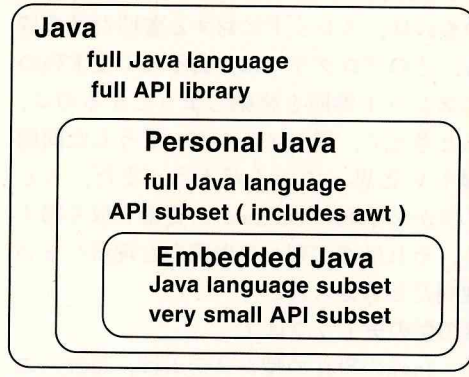 Java
full Java language
full API library
Personal Java
full Java language
API subset ( includes awt )
Embedded Java
Java language subset
very small API subset